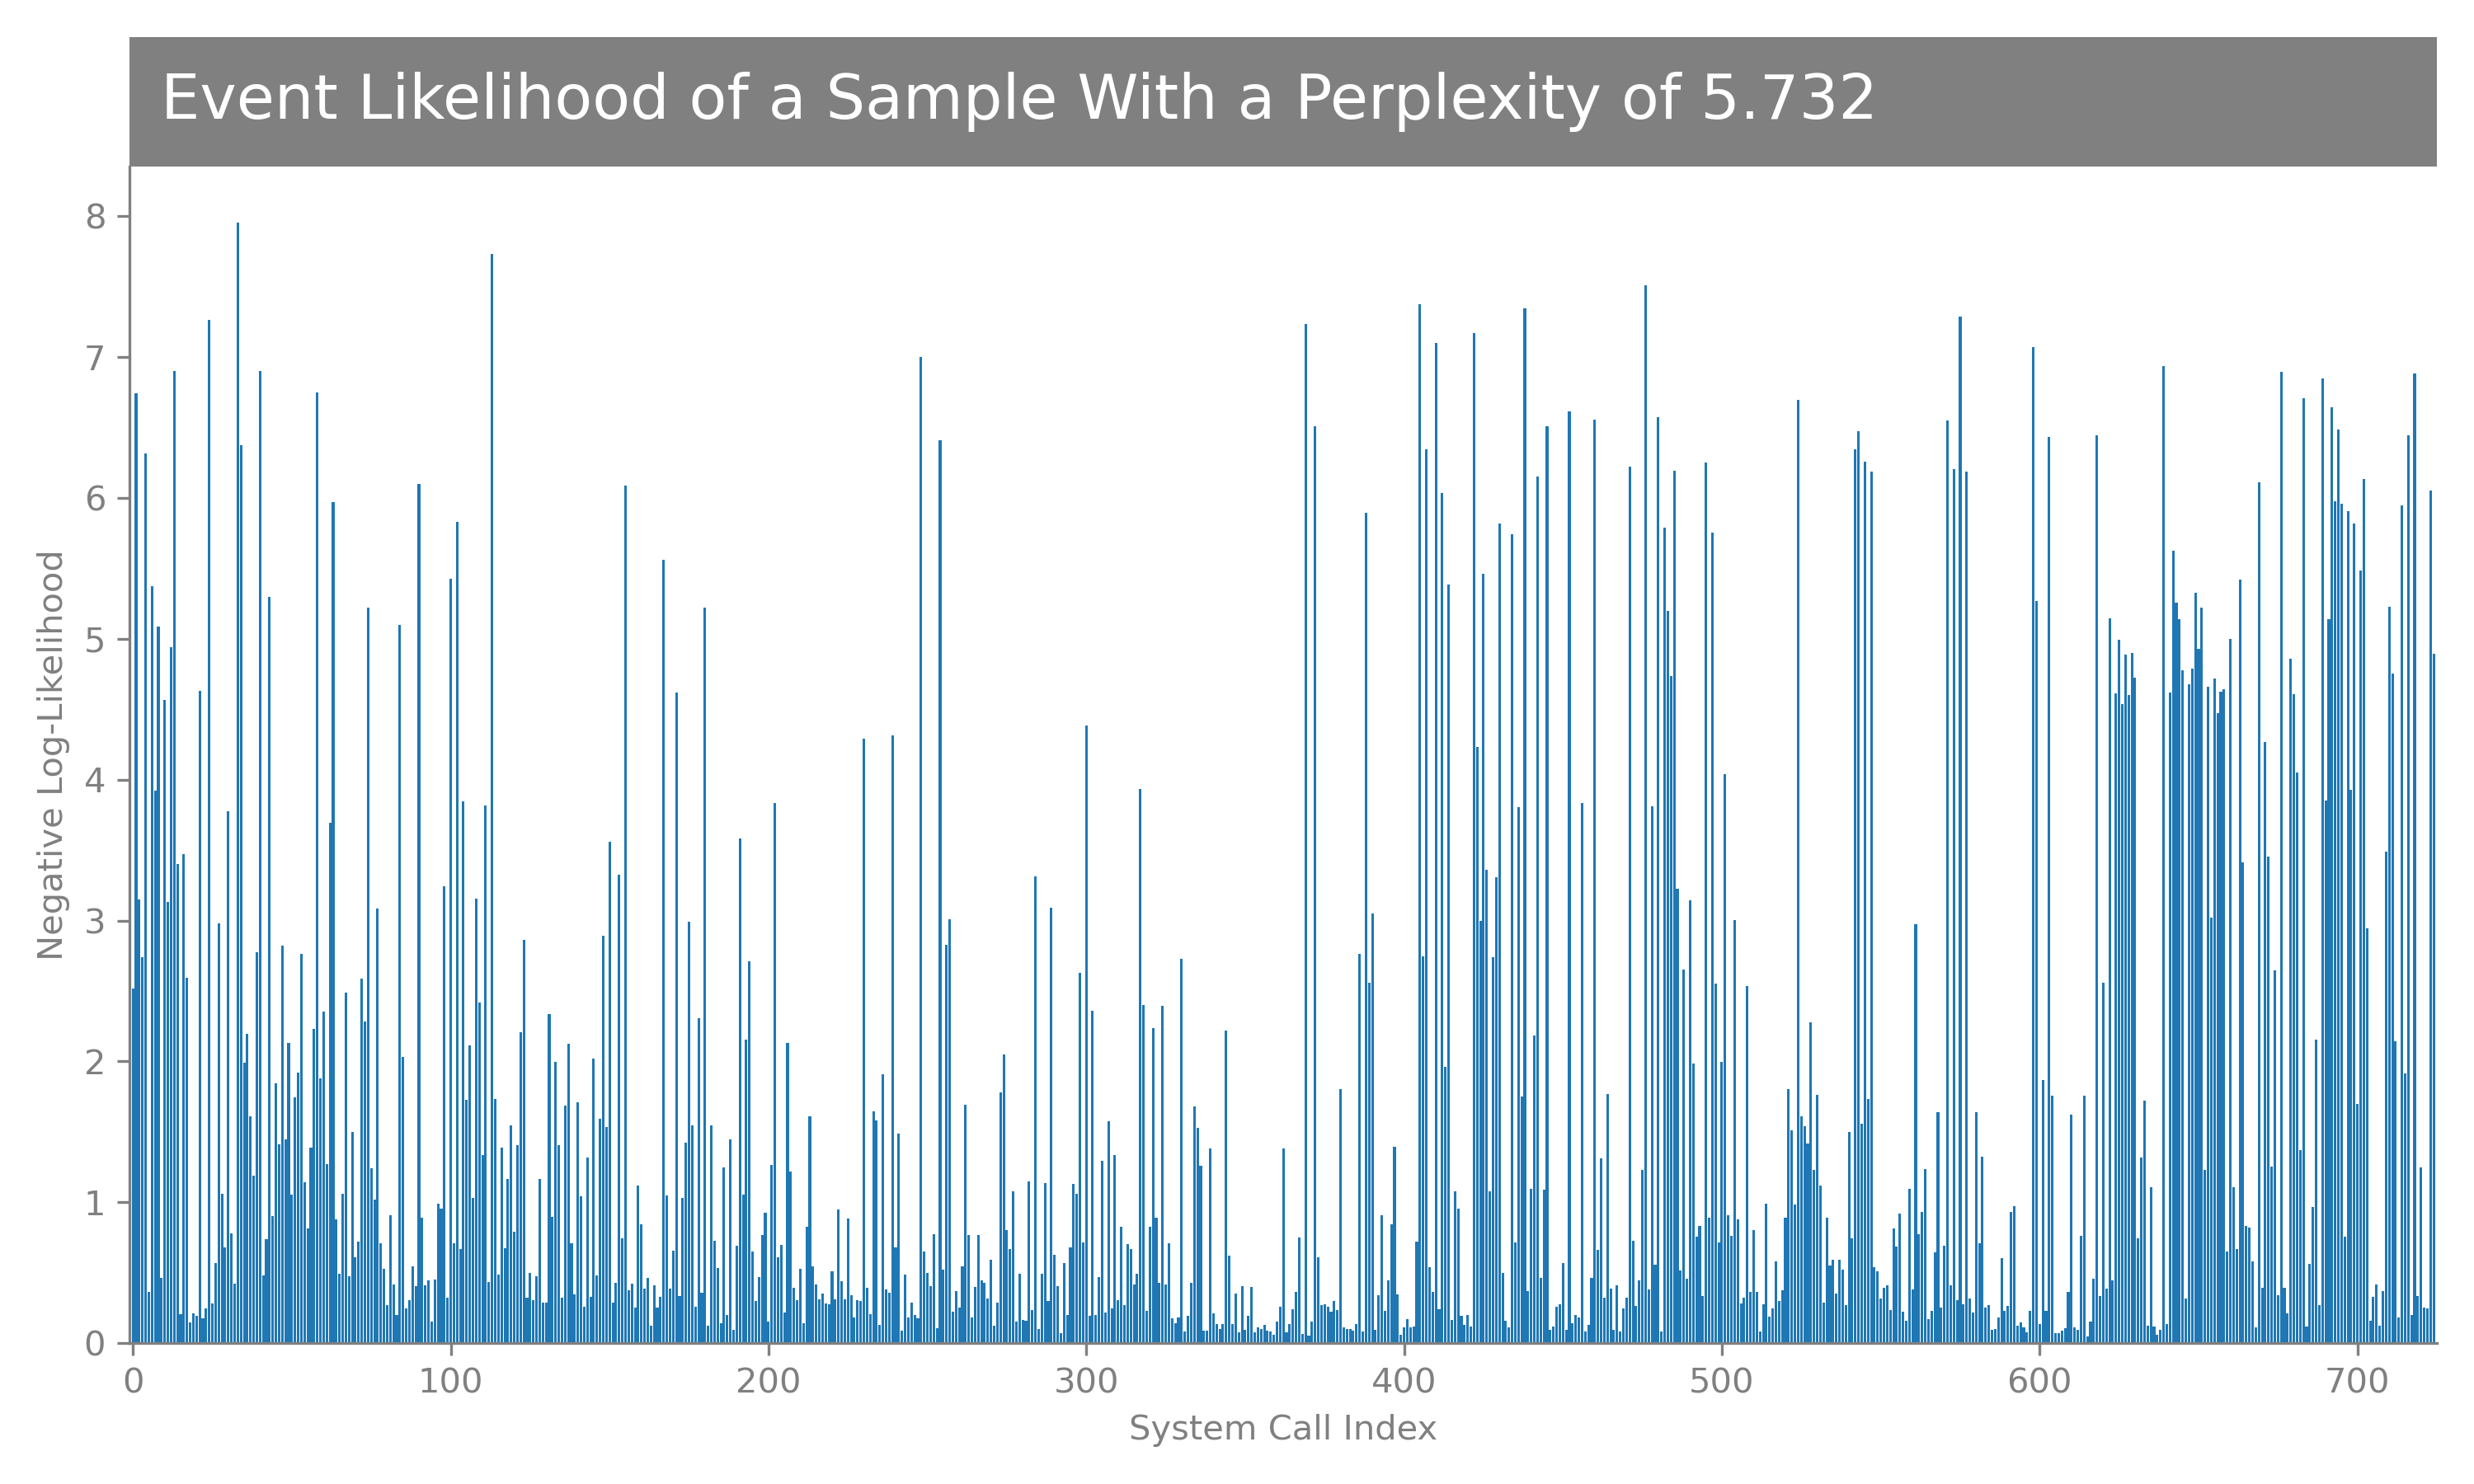 Event Likelihood of a Sample With a Perplexity of 5.732
8
7
6
5
4
3
2
1
0
Negative Log-Likelihood
0 100 200 300 400 500 600 700
System Call Index